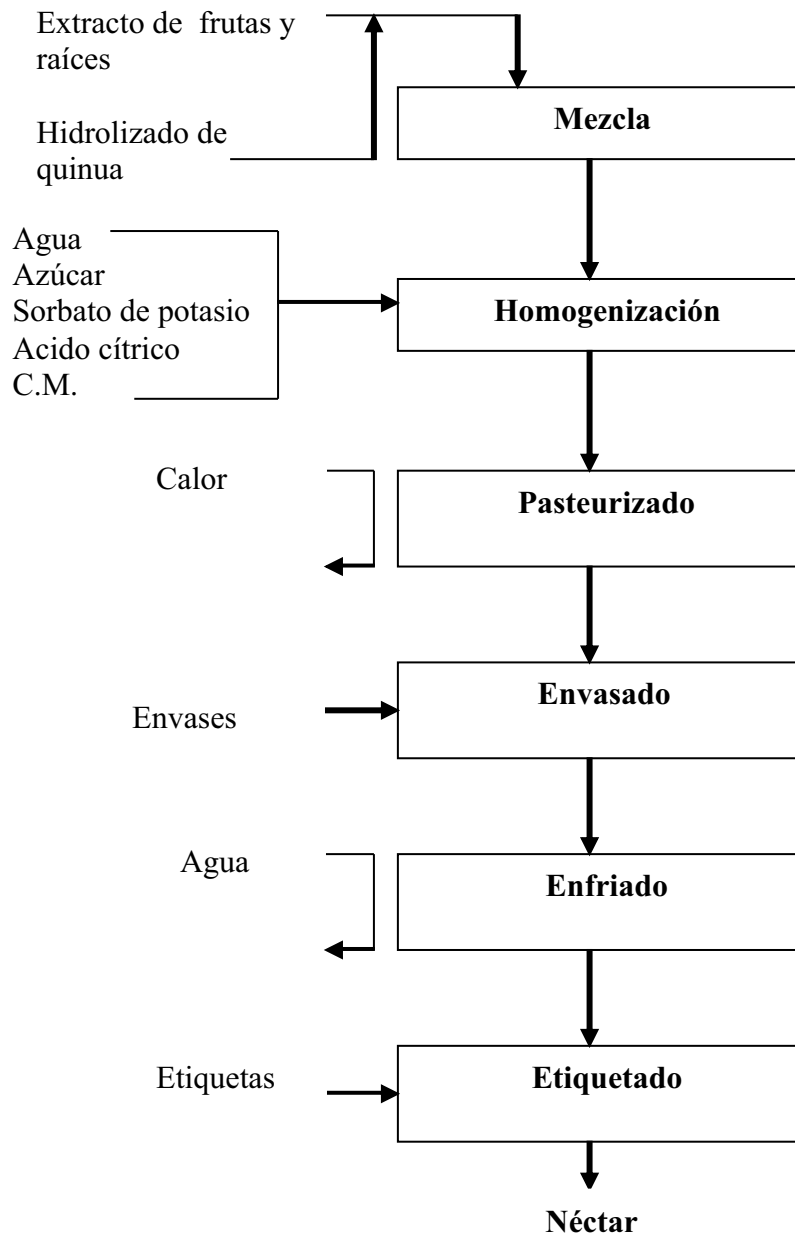 Extracto de frutas y
raíces
Mezcla
Hidrolizado de
quinua
Agua
Azúcar
Sorbato de potasio
Acido cítrico
C.M.
Homogenización
Calor
Pasteurizado
Envases
Envasado
Agua
Enfriado
Etiquetas
Etiquetado
Néctar